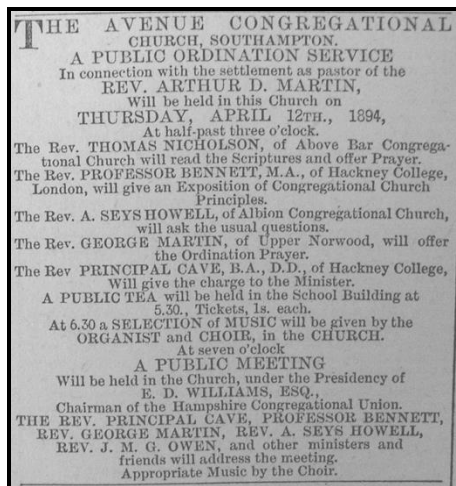 THE AVENUE CONGREGATIONAL
CHURCH, SOUTHAMPTON.
A PUBLIC ORDINATION SERVICE
In connection with the settlement as pastor of the
REV. ARTHUR D. MARTIN,
Will be held in this Church on
THURSDAY, APRIL 12TH., 1894,
At half-past three o'clock.
The Rev. THOMAS NICHOLSON, of Above Bar Congrega-
tional Church will read the Scriptures and offer Prayer.
The Rev. PROFESSOR BENNETT, M.A., of Hackney College,
London, will give an Exposition of Congregational Church
Principles.
The Rev. A. SEYS HOWELL, of Albion Congregational Church,
will ask the usual questions.
The Rev. GEORGE MARTIN, of Upper Norwood, will offer
the Ordination Prayer.
The Rev PRINCIPAL CAVE, B.A., D.D., of Hackney College,
Will give the charge to the Minister.
A PUBLIC TEA will be held in the School Building at
5.30., Tickets, 1s. each.
At 6.30 a SELECTION of MUSIC will be given by the
ORGANIST and CHOIR, in the CHURCH.
At seven o'clock
A PUBLIC MEETING
Will be held in the Church, under the Presidency of
E. D. WILLIAMS, ESQ.,
Chairman of the Hampshire Congregational Union.
THE REV. PRINCIPAL CAVE, PROFESSOR BENNETT,
REV. GEORGE MARTIN, REV. A. SEYS HOWELL,
REV. J. M. G. OWEN, and other ministers and
friends will address the meeting.
Appropriate Music by the Choir.